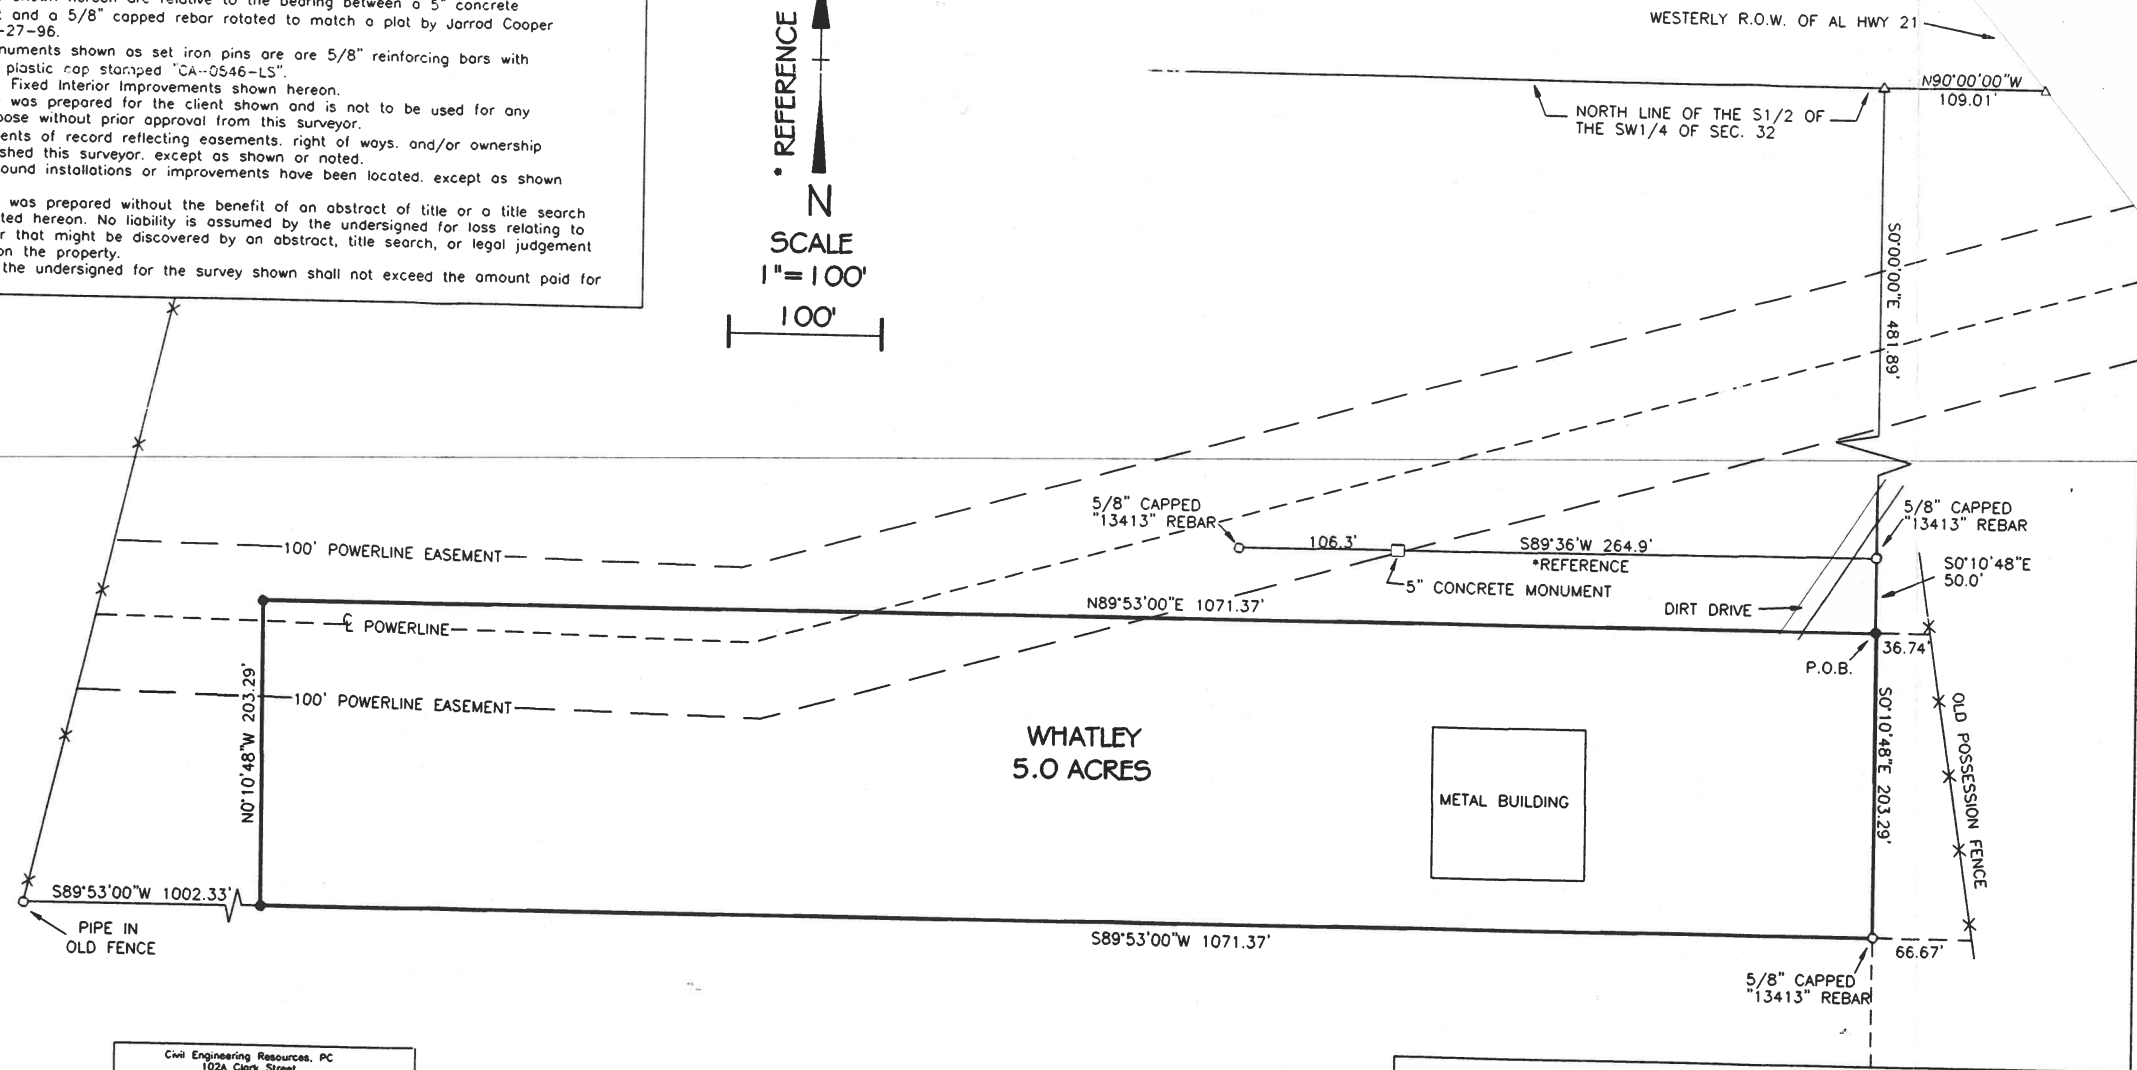 shown hereon are relative to the bearing between a 5" concrete
and a 5/8" capped rebar rotated to match a plat by Jarrod Cooper
-27-96.
numents shown as set iron pins are are 5/8" reinforcing bars with
plastic cap stamped "CA--0546-LS".
Fixed Interior Improvements shown hereon.
was prepared for the client shown and is not to be used for any
pose without prior approval from this surveyor.
ents of record reflecting easements. right of ways. and/or ownership
shed this surveyor. except as shown or noted.
ound installations or improvements have been located. except as shown
was prepared without the benefit of an abstract of title or a title search
ted hereon. No liability is assumed by the undersigned for loss relating to
r that might be discovered by an abstract, title search, or legal judgement
on the property.
the undersigned for the survey shown shall not exceed the amount paid for
* REFERENCE
N
SCALE
1"=100'
100'
WESTERLY R.O.W. OF AL HWY 21
N90°00'00"W
109.01'
NORTH LINE OF THE S1/2 OF
THE SW1/4 OF SEC. 32
S0°00'00"E 481.89'
5/8" CAPPED
"13413" REBAR
5/8" CAPPED
"13413" REBAR
106.3'
S89°36'W 264.9'
*REFERENCE
5" CONCRETE MONUMENT
S0°10'48"E
50.0'
DIRT DRIVE
100' POWERLINE EASEMENT
N89°53'00"E 1071.37'
℄ POWERLINE
P.O.B.
36.74'
100' POWERLINE EASEMENT
N0°10'48"W 203.29'
WHATLEY
5.0 ACRES
METAL BUILDING
S0°10'48"E 203.29'
OLD POSSESSION FENCE
S89°53'00"W 1002.33'
PIPE IN
OLD FENCE
S89°53'00"W 1071.37'
66.67'
5/8" CAPPED
"13413" REBAR
Civil Engineering Resources, PC
102A Clark Street